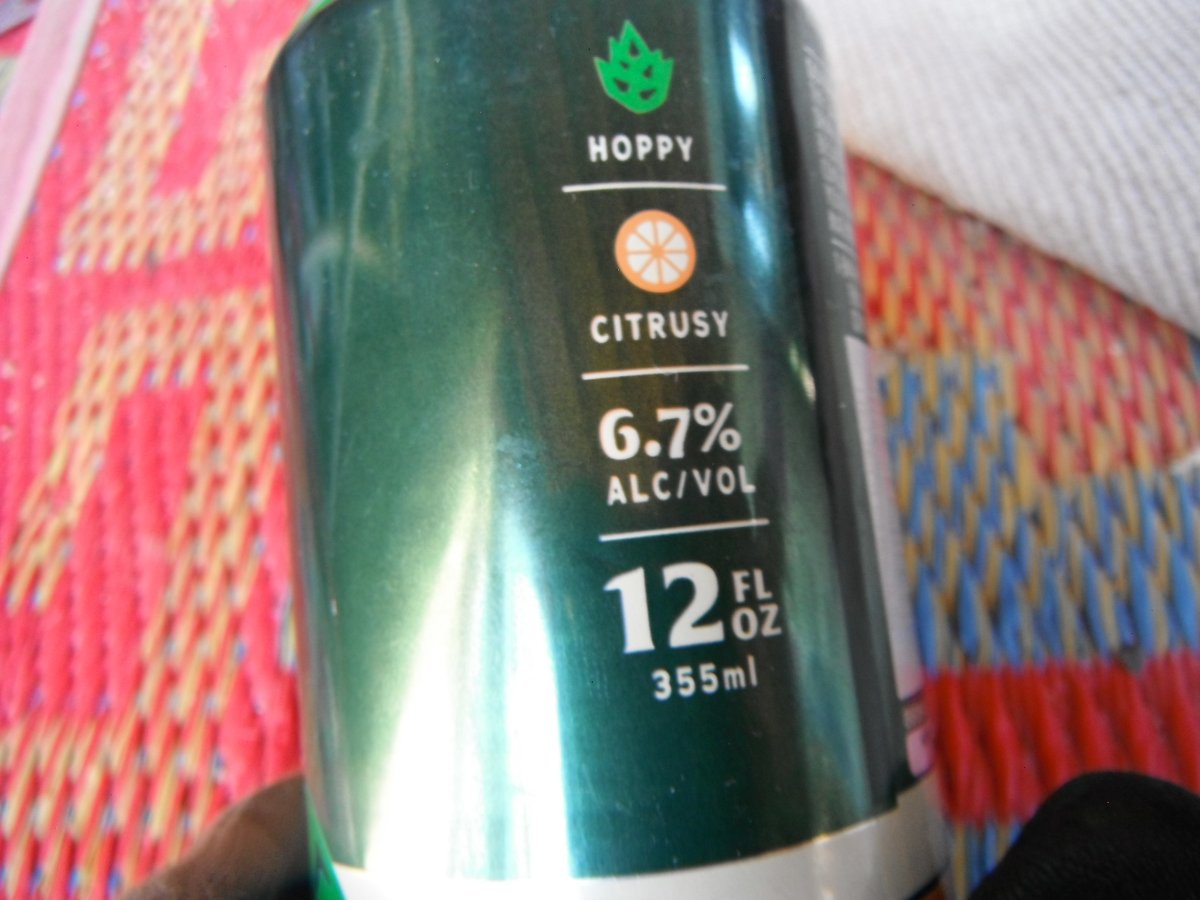 HOPPY
CITRUSY
6.7%
ALC/VOL
12 FL OZ
355ml